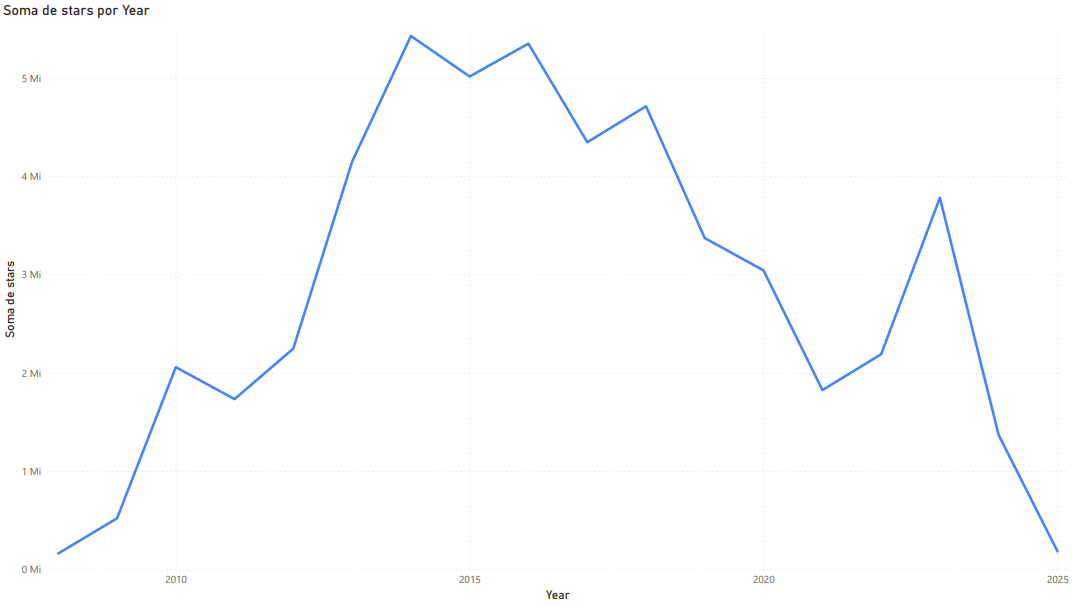 Soma de stars por Year
Soma de stars
5 Mi
4 Mi
3 Mi
2 Mi
1 Mi
0 Mi
2010
2015
2020
2025
Year